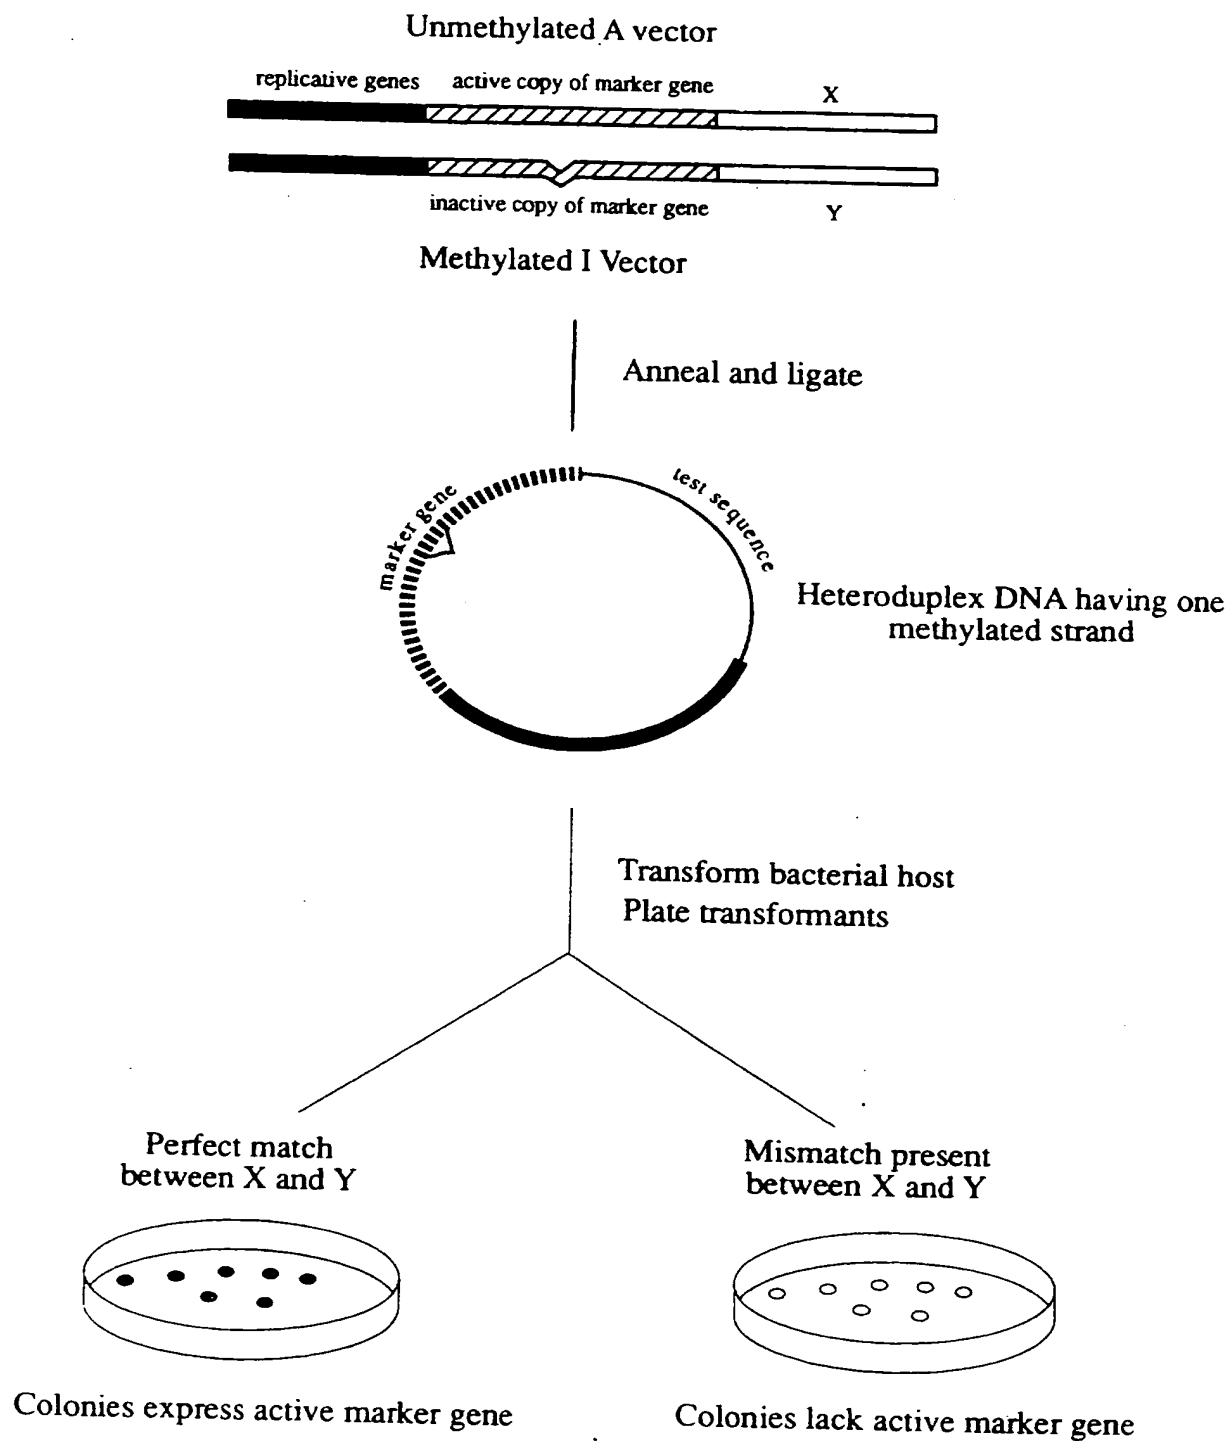 Unmethylated A vector
replicative genes active copy of marker gene X
inactive copy of marker gene Y
Methylated I Vector
Anneal and ligate
marker gene
test sequence
Heteroduplex DNA having one
methylated strand
Transform bacterial host
Plate transformants
Perfect match
between X and Y
Mismatch present
between X and Y
Colonies express active marker gene
Colonies lack active marker gene